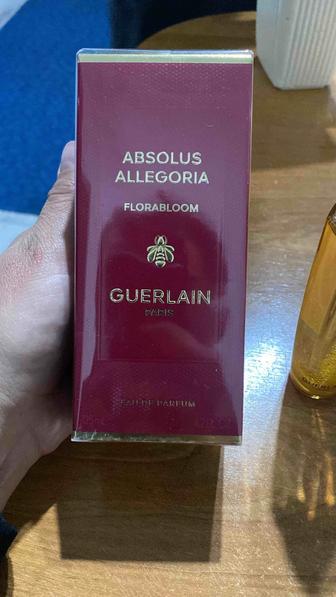 ABSOLUS
ALLEGORIA
FLORABLOOM
GUERLAIN
PARIS
EAU DE PARFUM